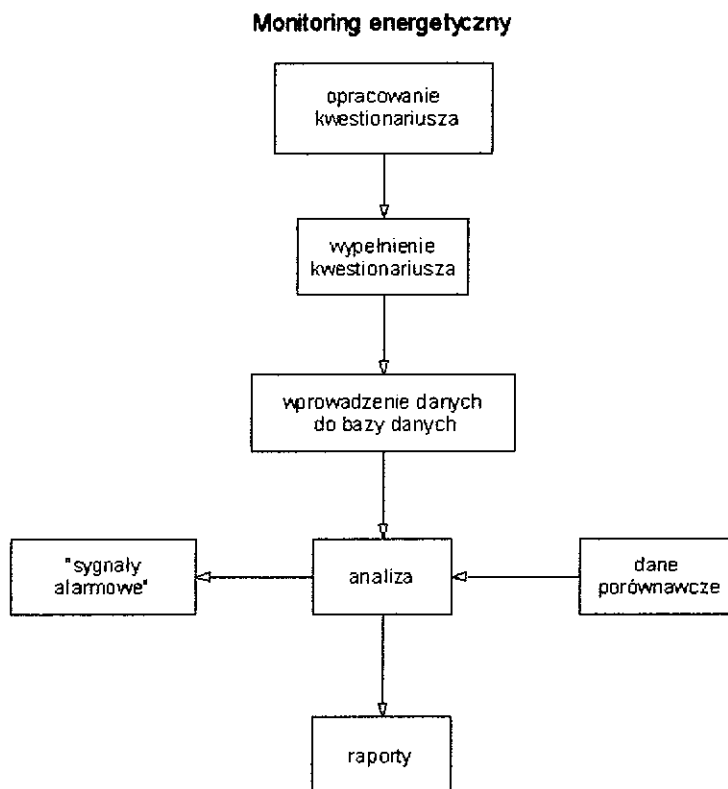 Monitoring energetyczny
opracowanie
kwestionariusza
wypełnienie
kwestionariusza
wprowadzenie danych
do bazy danych
"sygnały
alarmowe"
analiza
dane
porównawcze
raporty